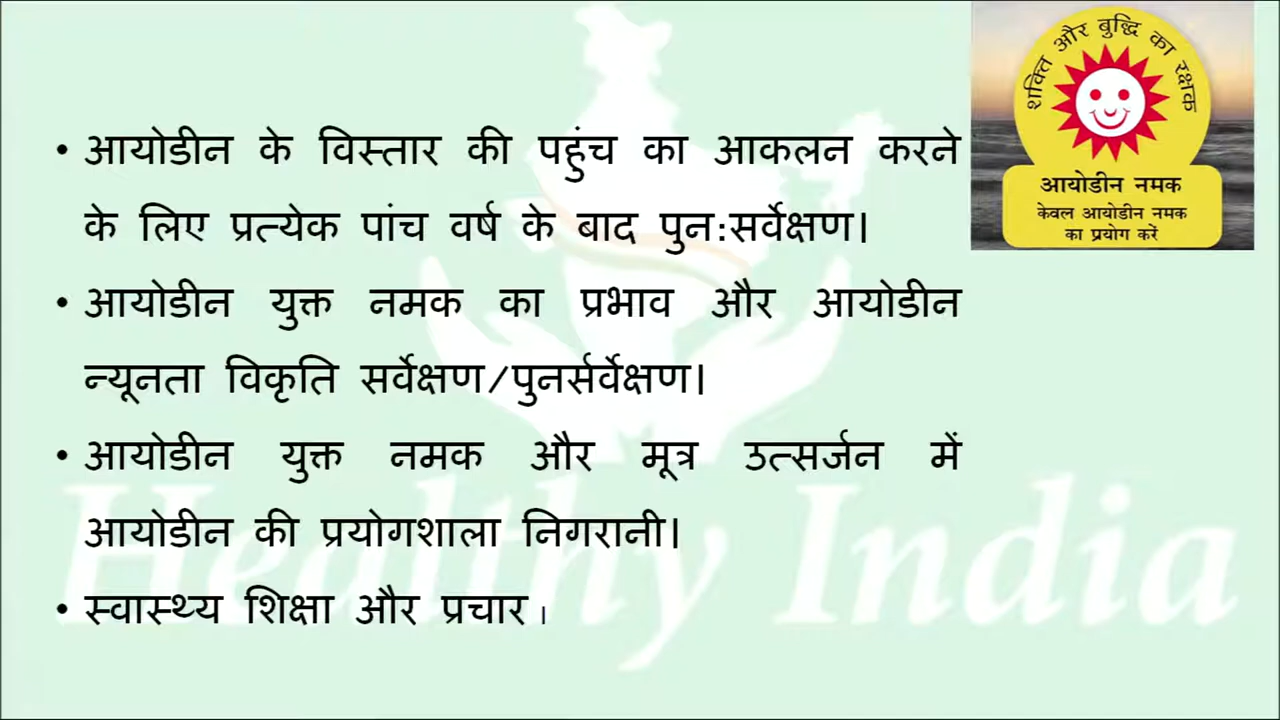 • आयोडीन के विस्तार की पहुंच का आकलन करने
के लिए प्रत्येक पांच वर्ष के बाद पुन:सर्वेक्षण।
• आयोडीन युक्त नमक का प्रभाव और आयोडीन
न्यूनता विकृति सर्वेक्षण/पुनर्सर्वेक्षण।
• आयोडीन युक्त नमक और मूत्र उत्सर्जन में
आयोडीन की प्रयोगशाला निगरानी।
• स्वास्थ्य शिक्षा और प्रचार।
शक्ति और बुद्धि का रक्षक
आयोडीन नमक
केवल आयोडीन नमक
का प्रयोग करें
Healthy India